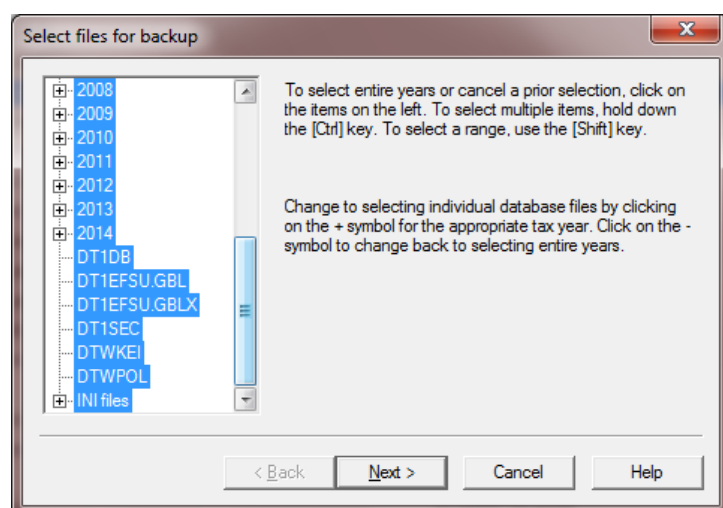 Select files for backup
2008
2009
2010
2011
2012
2013
2014
DT1DB
DT1EFSU.GBL
DT1EFSU.GBLX
DT1SEC
DTWKEI
DTWPOL
INI files
To select entire years or cancel a prior selection, click on
the items on the left. To select multiple items, hold down
the [Ctrl] key. To select a range, use the [Shift] key.
Change to selecting individual database files by clicking
on the + symbol for the appropriate tax year. Click on the -
symbol to change back to selecting entire years.
< Back
Next >
Cancel
Help